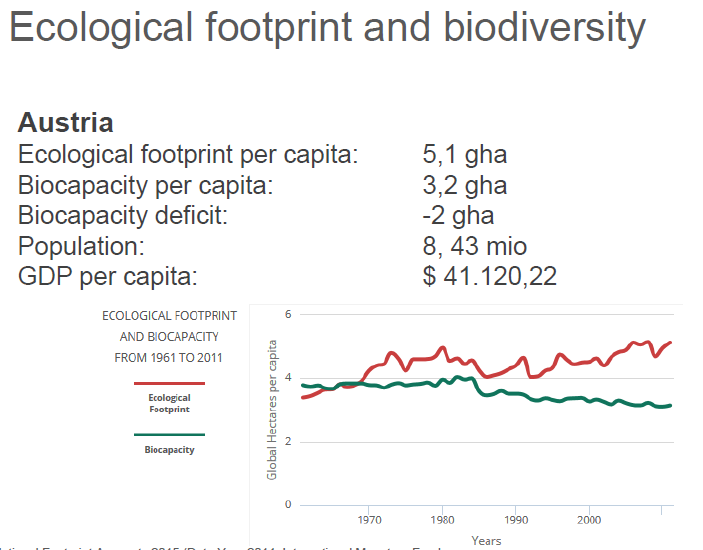 Ecological footprint and biodiversity
Austria
Ecological footprint per capita: 5,1 gha
Biocapacity per capita: 3,2 gha
Biocapacity deficit: -2 gha
Population: 8, 43 mio
GDP per capita: $ 41.120,22
ECOLOGICAL FOOTPRINT
AND BIOCAPACITY
FROM 1961 TO 2011
Ecological
Footprint
Biocapacity
Global Hectares per capita
6
4
2
0
1970 1980 1990 2000
Years